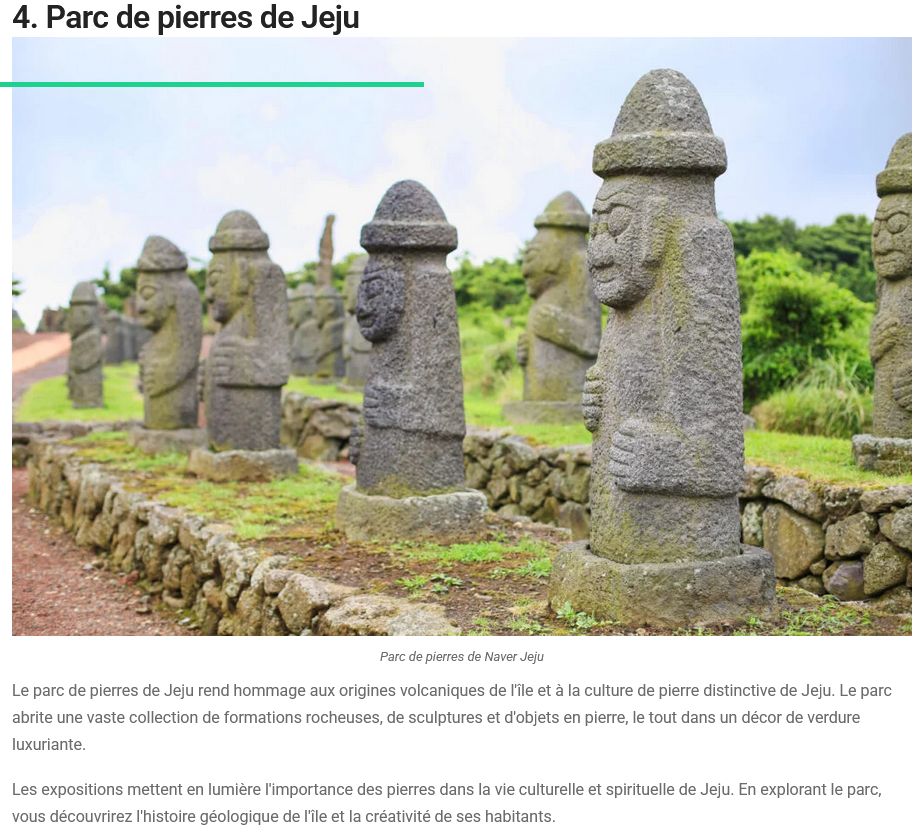 4. Parc de pierres de Jeju
Parc de pierres de Naver Jeju
Le parc de pierres de Jeju rend hommage aux origines volcaniques de l'île et à la culture de pierre distinctive de Jeju. Le parc
abrite une vaste collection de formations rocheuses, de sculptures et d'objets en pierre, le tout dans un décor de verdure
luxuriante.
Les expositions mettent en lumière l'importance des pierres dans la vie culturelle et spirituelle de Jeju. En explorant le parc,
vous découvrirez l'histoire géologique de l'île et la créativité de ses habitants.